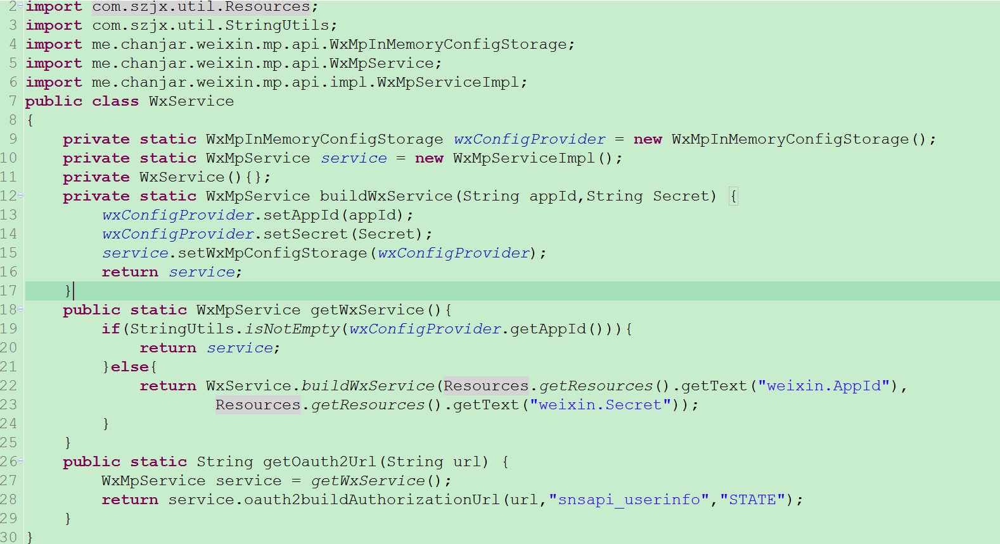 2 import com.szjx.util.Resources;
3 import com.szjx.util.StringUtils;
4 import me.chanjar.weixin.mp.api.WxMpInMemoryConfigStorage;
5 import me.chanjar.weixin.mp.api.WxMpService;
6 import me.chanjar.weixin.mp.api.impl.WxMpServiceImpl;
7 public class WxService
8 {
9     private static WxMpInMemoryConfigStorage wxConfigProvider = new WxMpInMemoryConfigStorage();
10     private static WxMpService service = new WxMpServiceImpl();
11     private WxService(){};
12     private static WxMpService buildWxService(String appId,String Secret) {
13         wxConfigProvider.setAppId(appId);
14         wxConfigProvider.setSecret(Secret);
15         service.setWxMpConfigStorage(wxConfigProvider);
16         return service;
17     }
18     public static WxMpService getWxService(){
19         if(StringUtils.isNotEmpty(wxConfigProvider.getAppId())){
20             return service;
21         }else{
22             return WxService.buildWxService(Resources.getResources().getText("weixin.AppId"),
23                     Resources.getResources().getText("weixin.Secret"));
24         }
25     }
26     public static String getOauth2Url(String url) {
27         WxMpService service = getWxService();
28         return service.oauth2buildAuthorizationUrl(url,"snsapi_userinfo","STATE");
29     }
30 }